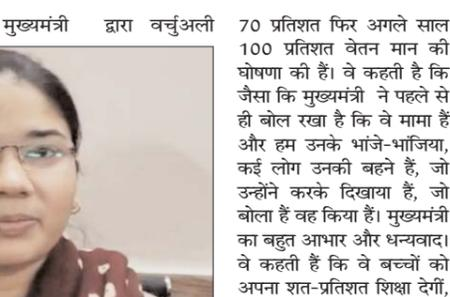 मुख्यमंत्री द्वारा वर्चुअली
70 प्रतिशत फिर अगले साल
100 प्रतिशत वेतन मान की
घोषणा की हैं। वे कहती है कि
जैसा कि मुख्यमंत्री ने पहले से
ही बोल रखा है कि वे मामा हैं
और हम उनके भांजे-भांजिया,
कई लोग उनकी बहने हैं, जो
उन्होंने करके दिखाया हैं, जो
बोला हैं वह किया हैं। मुख्यमंत्री
का बहुत आभार और धन्यवाद।
वे कहती हैं कि वे बच्चों को
अपना शत-प्रतिशत शिक्षा देगीं,